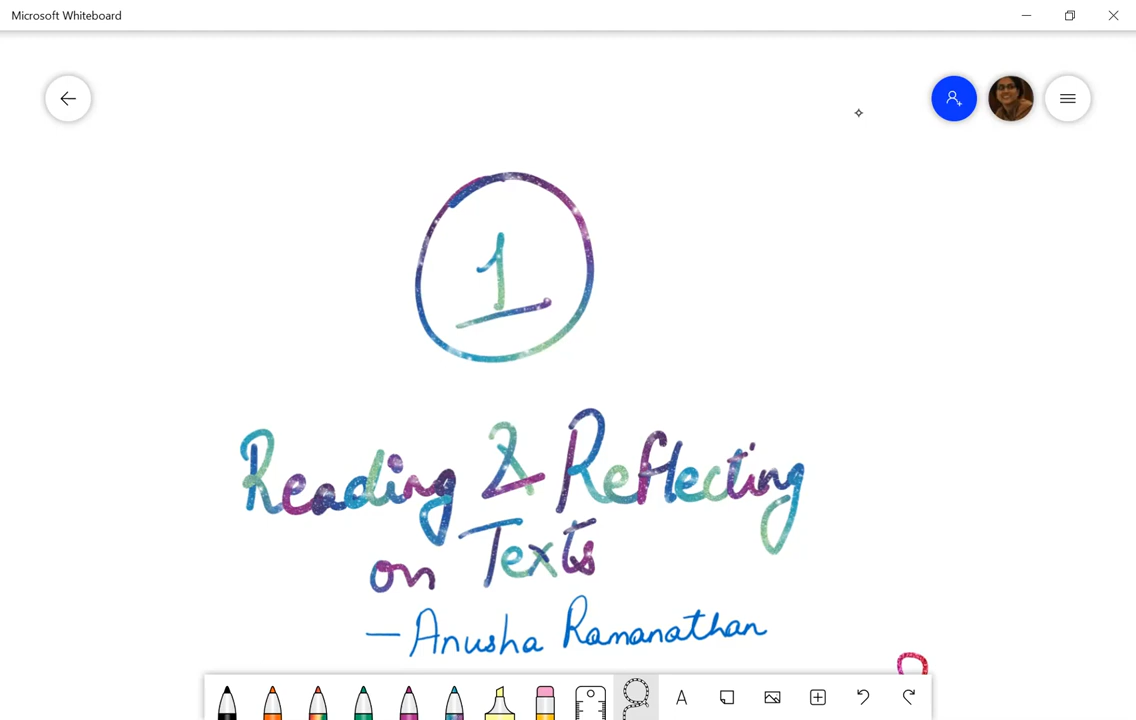 Microsoft Whiteboard
1
Reading & Reflecting
on Texts
— Anusha Ramanathan